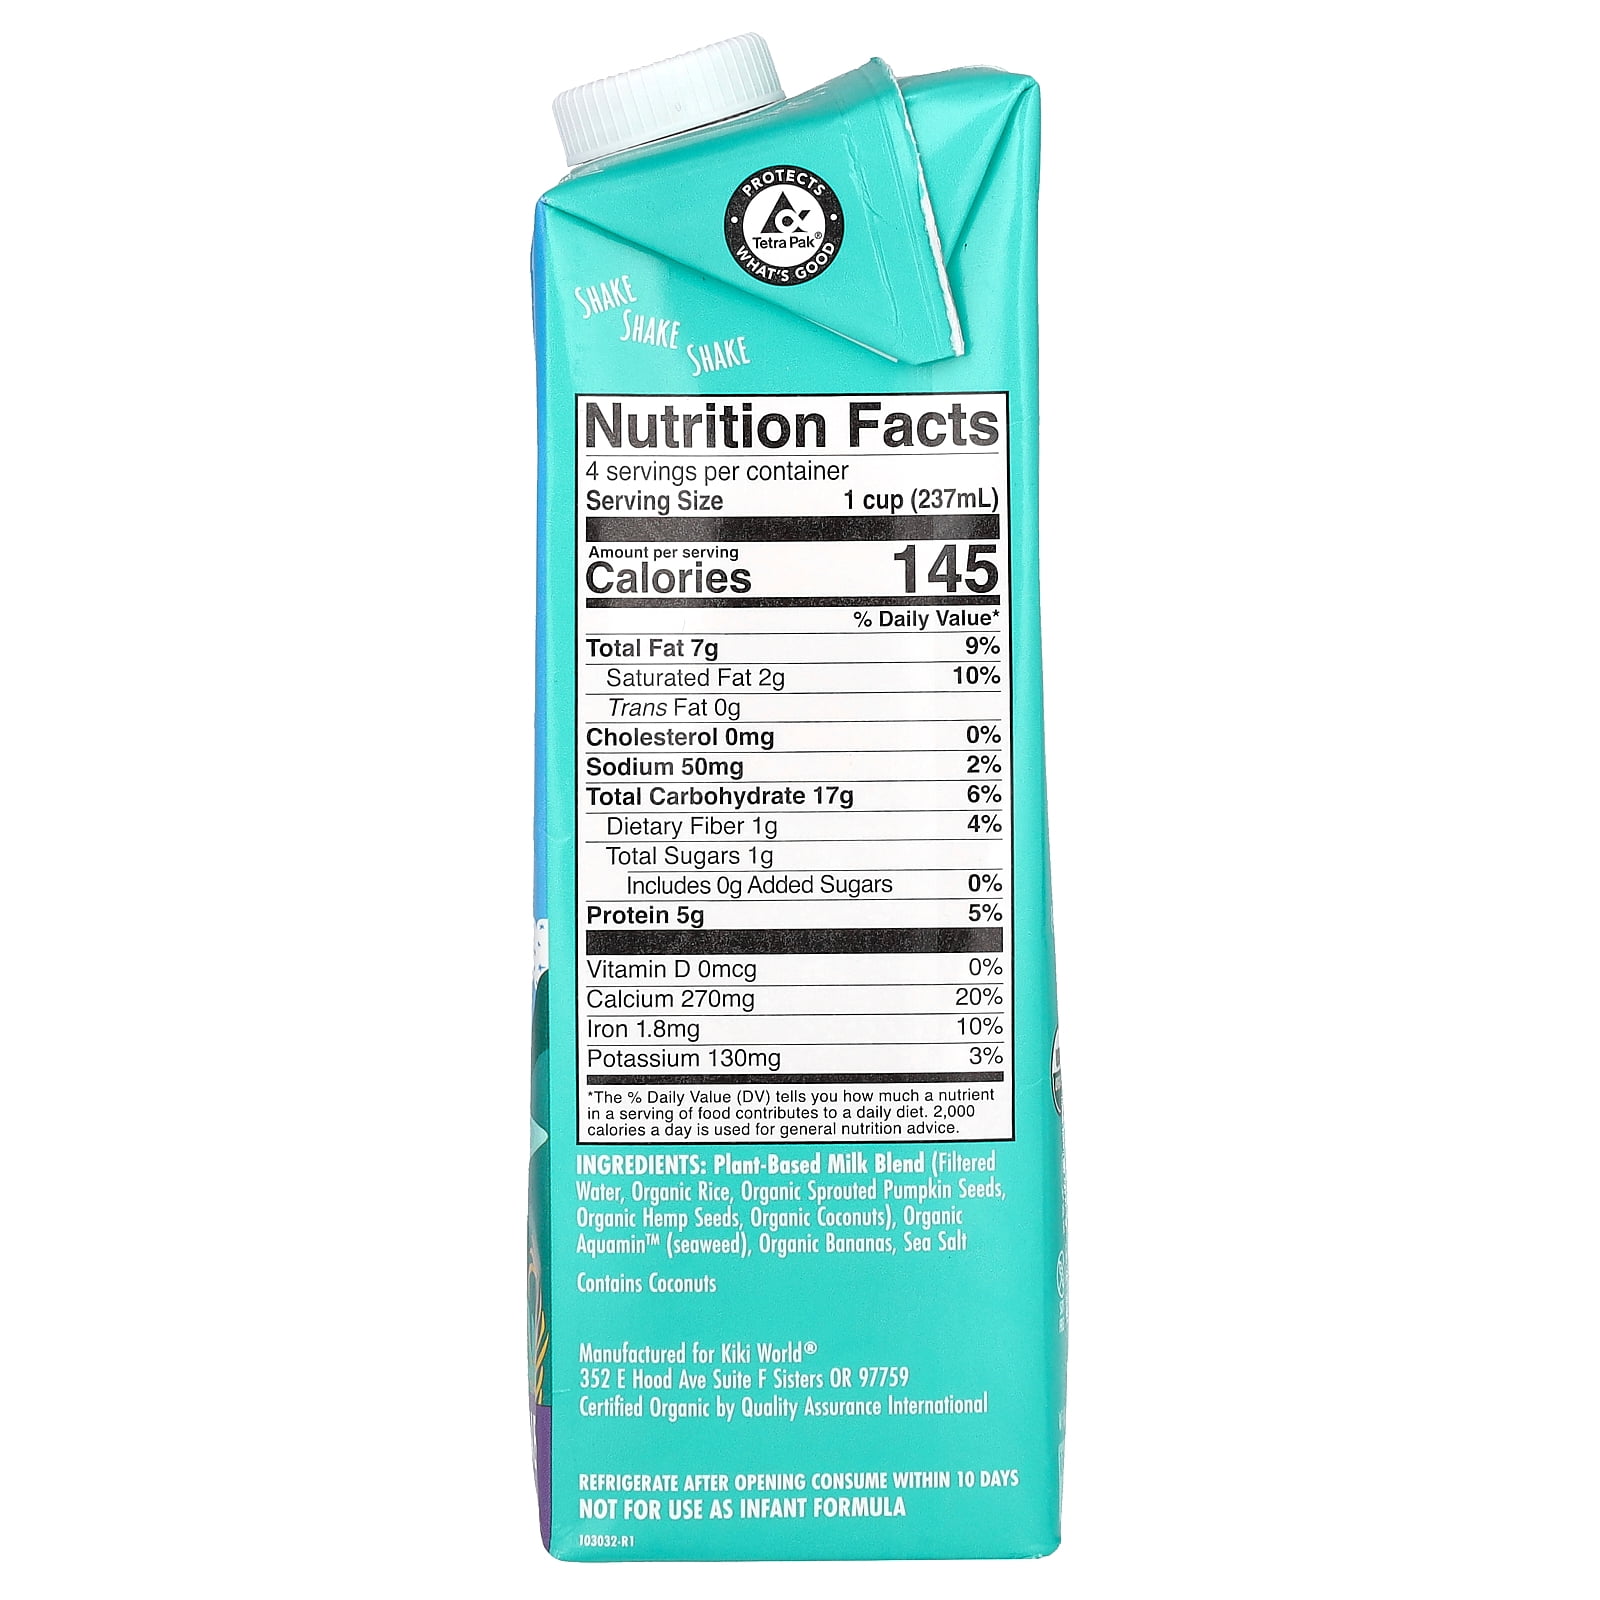 PROTECTS
Tetra Pak®
WHAT'S GOOD
SHAKE
SHAKE
SHAKE
Nutrition Facts
4 servings per container
Serving Size 1 cup (237mL)
Amount per serving
Calories 145
% Daily Value*
Total Fat 7g 9%
Saturated Fat 2g 10%
Trans Fat 0g
Cholesterol 0mg 0%
Sodium 50mg 2%
Total Carbohydrate 17g 6%
Dietary Fiber 1g 4%
Total Sugars 1g
Includes 0g Added Sugars 0%
Protein 5g 5%
Vitamin D 0mcg 0%
Calcium 270mg 20%
Iron 1.8mg 10%
Potassium 130mg 3%
*The % Daily Value (DV) tells you how much a nutrient
in a serving of food contributes to a daily diet. 2,000
calories a day is used for general nutrition advice.
INGREDIENTS: Plant-Based Milk Blend (Filtered
Water, Organic Rice, Organic Sprouted Pumpkin Seeds,
Organic Hemp Seeds, Organic Coconuts), Organic
Aquamin™ (seaweed), Organic Bananas, Sea Salt
Contains Coconuts
Manufactured for Kiki World®
352 E Hood Ave Suite F Sisters OR 97759
Certified Organic by Quality Assurance International
REFRIGERATE AFTER OPENING CONSUME WITHIN 10 DAYS
NOT FOR USE AS INFANT FORMULA
103032-R1